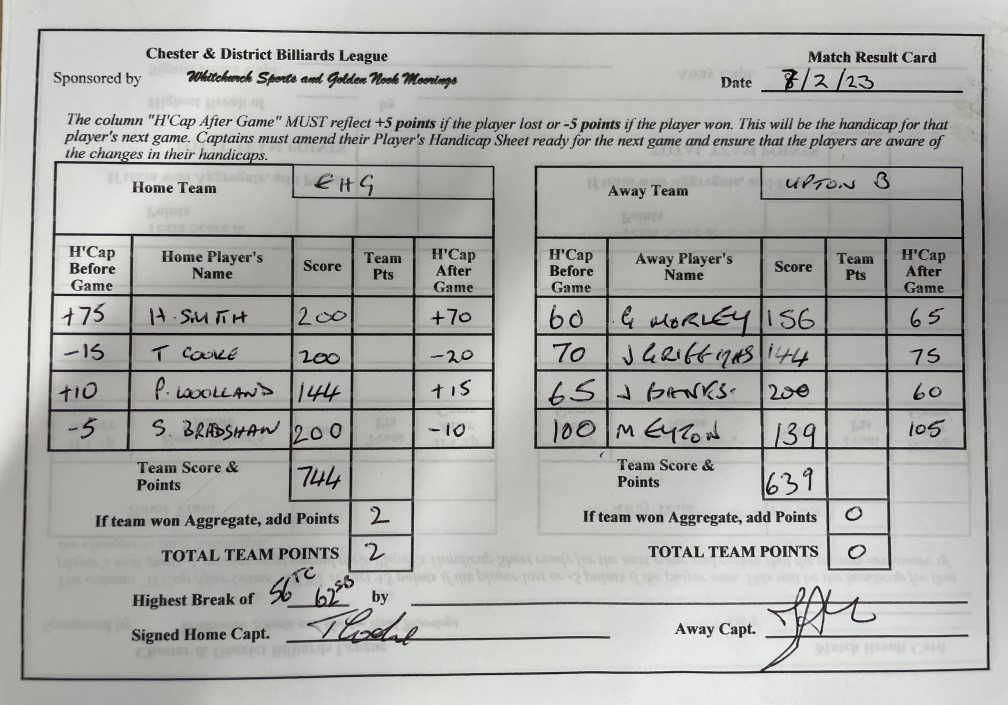 Chester & District Billiards League
Match Result Card
Sponsored by Whitchurch Sports and Golden Nook Moorings
Date 7/2/23
The column "H'Cap After Game" MUST reflect +5 points if the player lost or -5 points if the player won. This will be the handicap for that
player's next game. Captains must amend their Player's Handicap Sheet ready for the next game and ensure that the players are aware of
the changes in their handicaps.
Home Team EHG
H'Cap Before Game Home Player's Name Score Team Pts H'Cap After Game
+75 H. SMITH 200 +70
-15 T COOKE 200 -20
+10 P. WOOLLAND 144 +15
-5 S. BRADSHAW 200 -10
Team Score & Points 744
If team won Aggregate, add Points 2
TOTAL TEAM POINTS 2
Away Team UPTON B
H'Cap Before Game Away Player's Name Score Team Pts H'Cap After Game
60 G MORLEY 156 65
70 J GRIFFITHS 144 75
65 J BANKS. 200 60
100 M EYTON 139 105
Team Score & Points 639
If team won Aggregate, add Points 0
TOTAL TEAM POINTS 0
Highest Break of 56 TC 62 SB by
Signed Home Capt.
Away Capt.